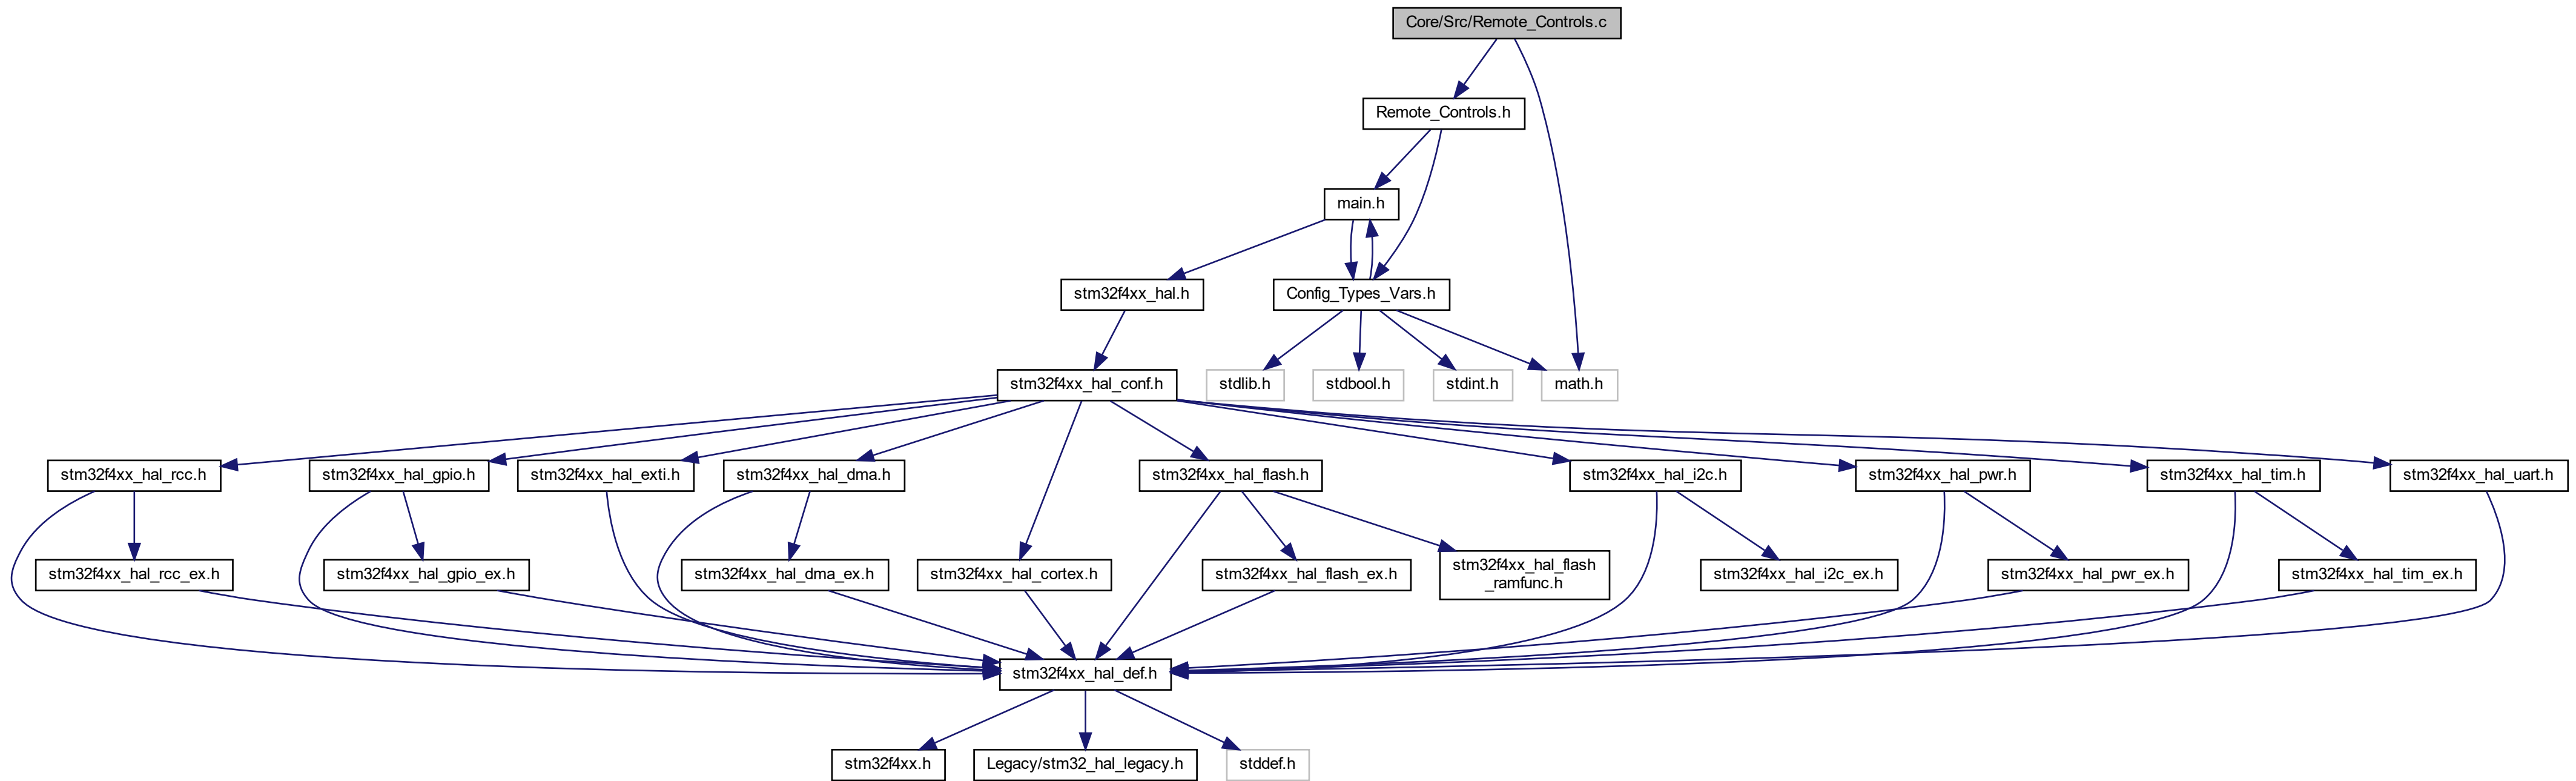 Core/Src/Remote_Controls.c
Remote_Controls.h
main.h
stm32f4xx_hal.h
Config_Types_Vars.h
stm32f4xx_hal_conf.h
stdlib.h
stdbool.h
stdint.h
math.h
stm32f4xx_hal_rcc.h
stm32f4xx_hal_gpio.h
stm32f4xx_hal_exti.h
stm32f4xx_hal_dma.h
stm32f4xx_hal_flash.h
stm32f4xx_hal_i2c.h
stm32f4xx_hal_pwr.h
stm32f4xx_hal_tim.h
stm32f4xx_hal_uart.h
stm32f4xx_hal_rcc_ex.h
stm32f4xx_hal_gpio_ex.h
stm32f4xx_hal_dma_ex.h
stm32f4xx_hal_cortex.h
stm32f4xx_hal_flash_ex.h
stm32f4xx_hal_flash
_ramfunc.h
stm32f4xx_hal_i2c_ex.h
stm32f4xx_hal_pwr_ex.h
stm32f4xx_hal_tim_ex.h
stm32f4xx_hal_def.h
stm32f4xx.h
Legacy/stm32_hal_legacy.h
stddef.h